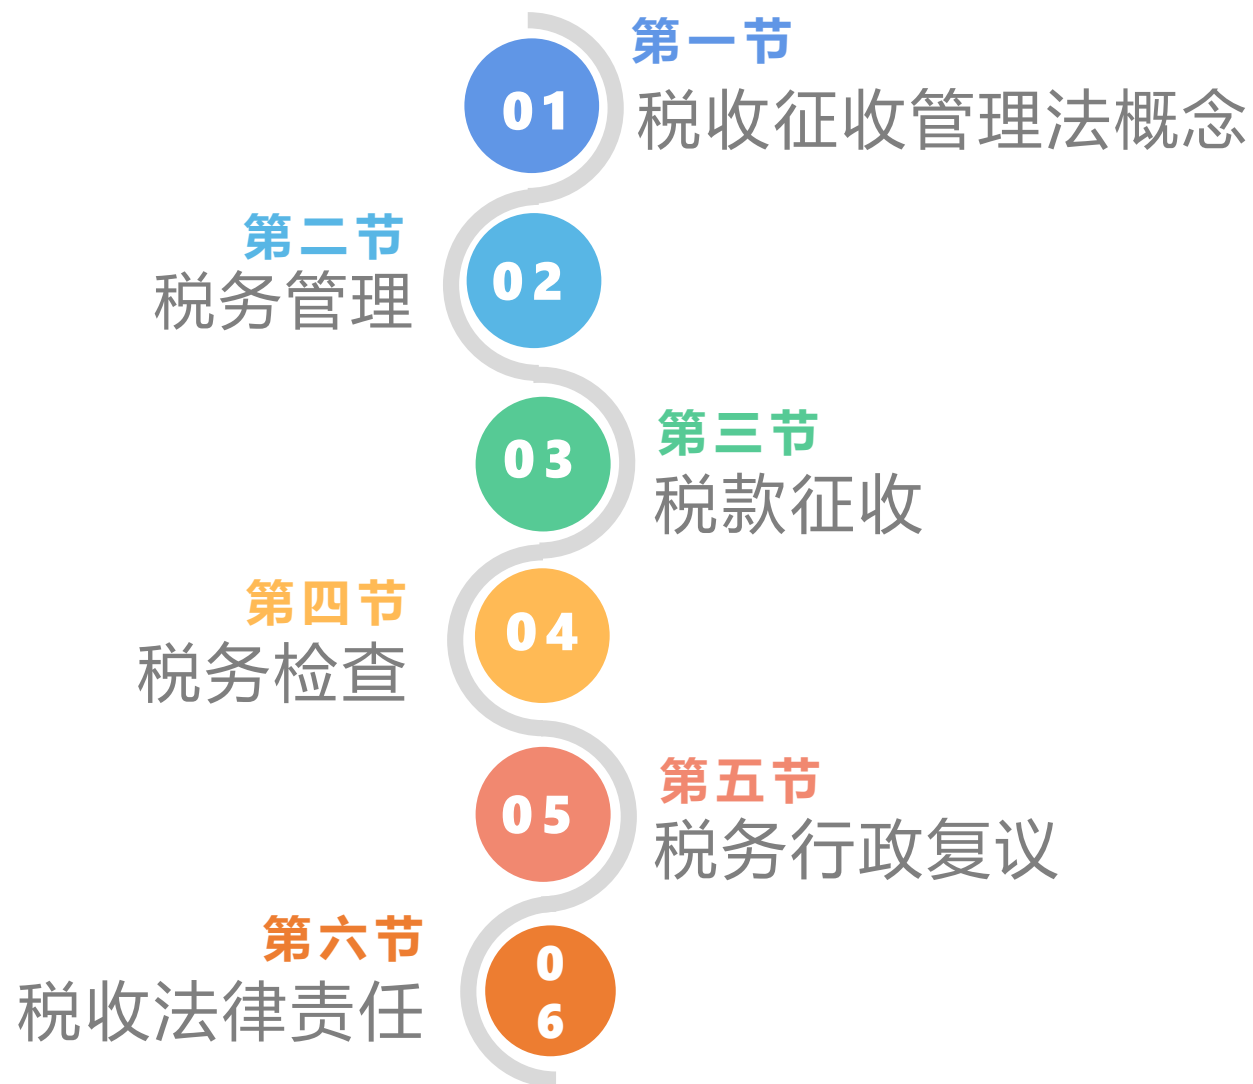 第一节
01
税收征收管理法概念
第二节
税务管理
02
第三节
03
税款征收
第四节
税务检查
04
第五节
05
税务行政复议
第六节
税收法律责任
0
6